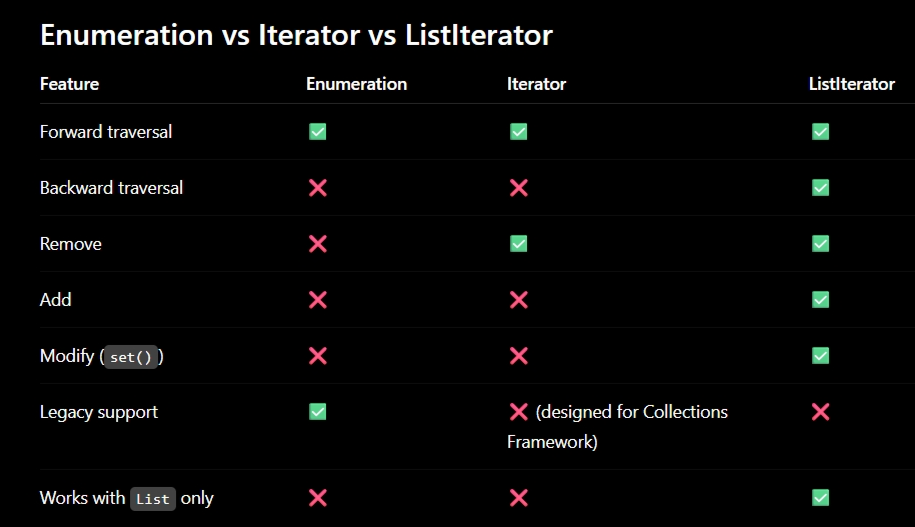 Enumeration vs Iterator vs ListIterator
Feature Enumeration Iterator ListIterator
Forward traversal ✅ ✅ ✅
Backward traversal ❌ ❌ ✅
Remove ❌ ✅ ✅
Add ❌ ❌ ✅
Modify (set()) ❌ ❌ ✅
Legacy support ✅ ❌ (designed for Collections ❌
Framework)
Works with List only ❌ ❌ ✅